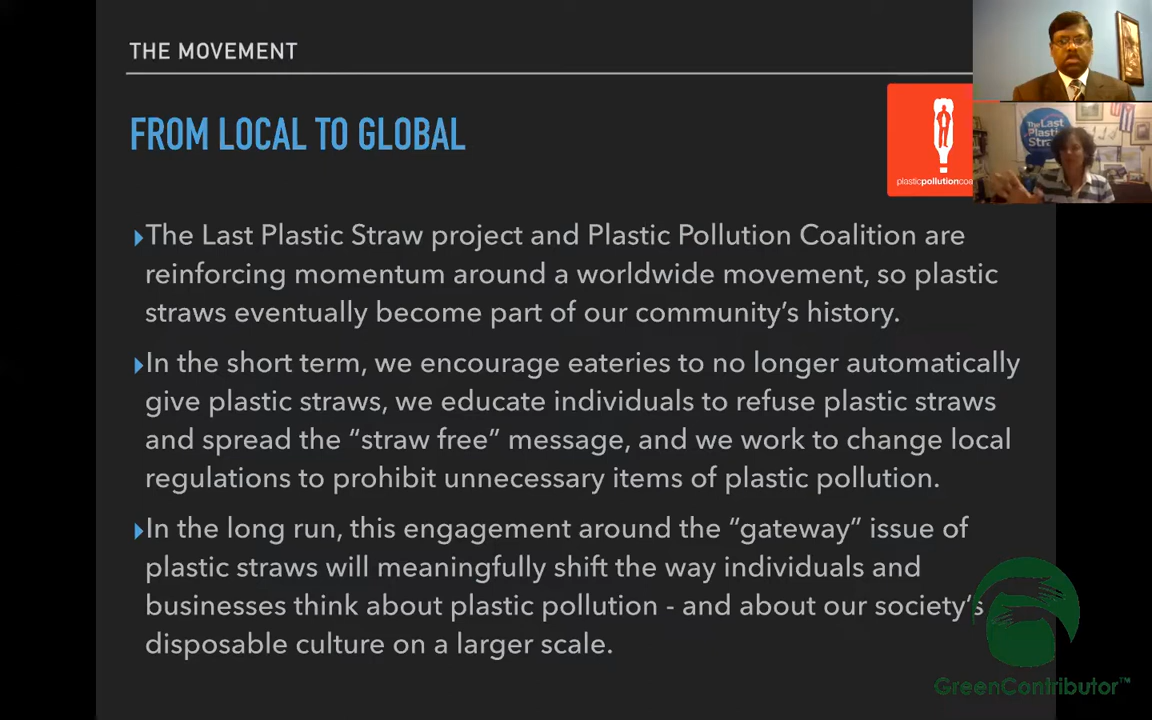 THE MOVEMENT
FROM LOCAL TO GLOBAL
plasticpollutioncoa
The Last
Plastic
Stra
The Last Plastic Straw project and Plastic Pollution Coalition are
reinforcing momentum around a worldwide movement, so plastic
straws eventually become part of our community’s history.
In the short term, we encourage eateries to no longer automatically
give plastic straws, we educate individuals to refuse plastic straws
and spread the “straw free” message, and we work to change local
regulations to prohibit unnecessary items of plastic pollution.
In the long run, this engagement around the “gateway” issue of
plastic straws will meaningfully shift the way individuals and
businesses think about plastic pollution - and about our society’s
disposable culture on a larger scale.
GreenContributor™